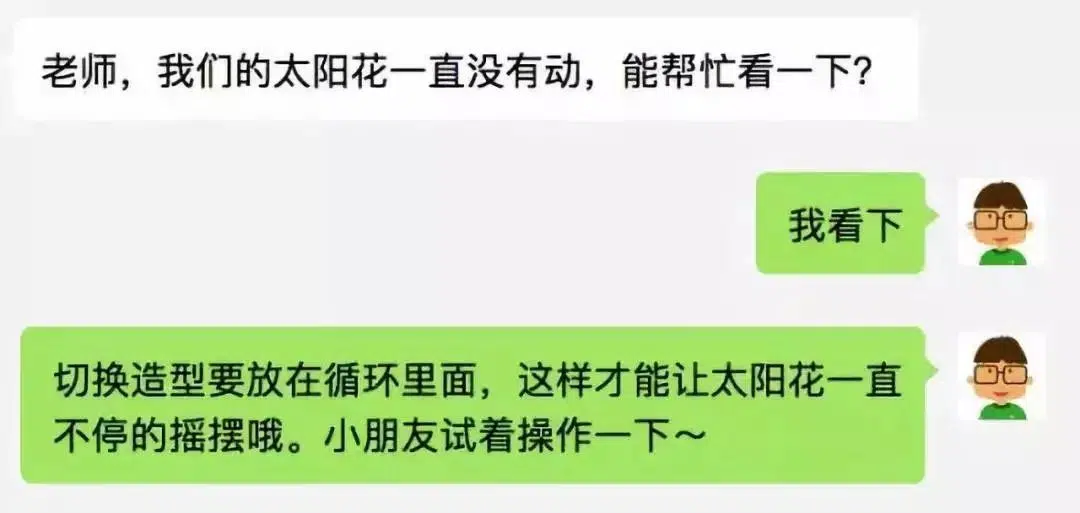 老师，我们的太阳花一直没有动，能帮忙看一下？
我看下
切换造型要放在循环里面，这样才能让太阳花一直
不停的摇摆哦。小朋友试着操作一下～